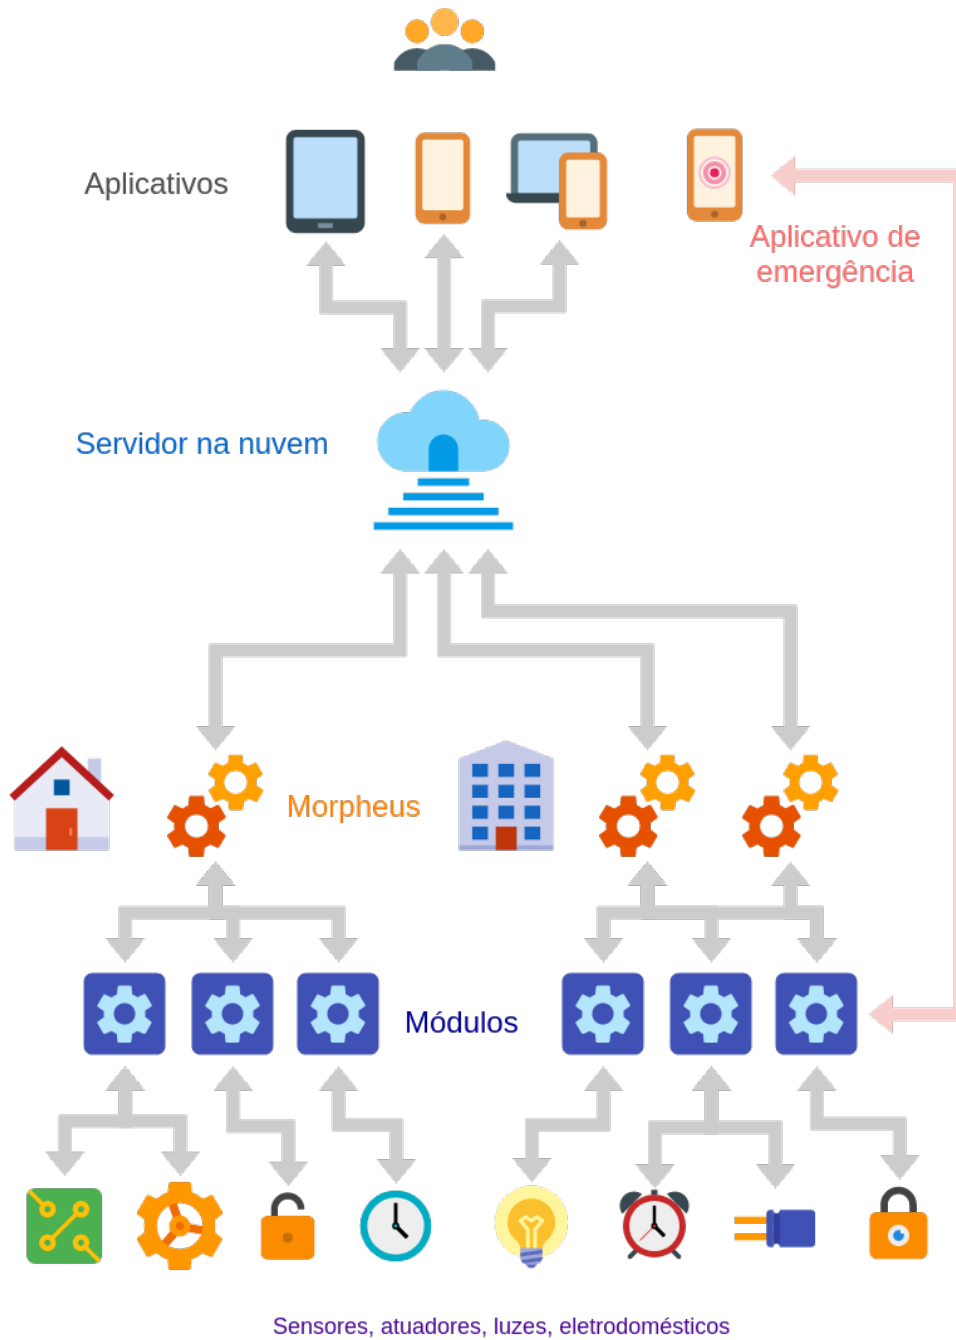 Aplicativos
Aplicativo de
emergência
Servidor na nuvem
Morpheus
Módulos
Sensores, atuadores, luzes, eletrodomésticos